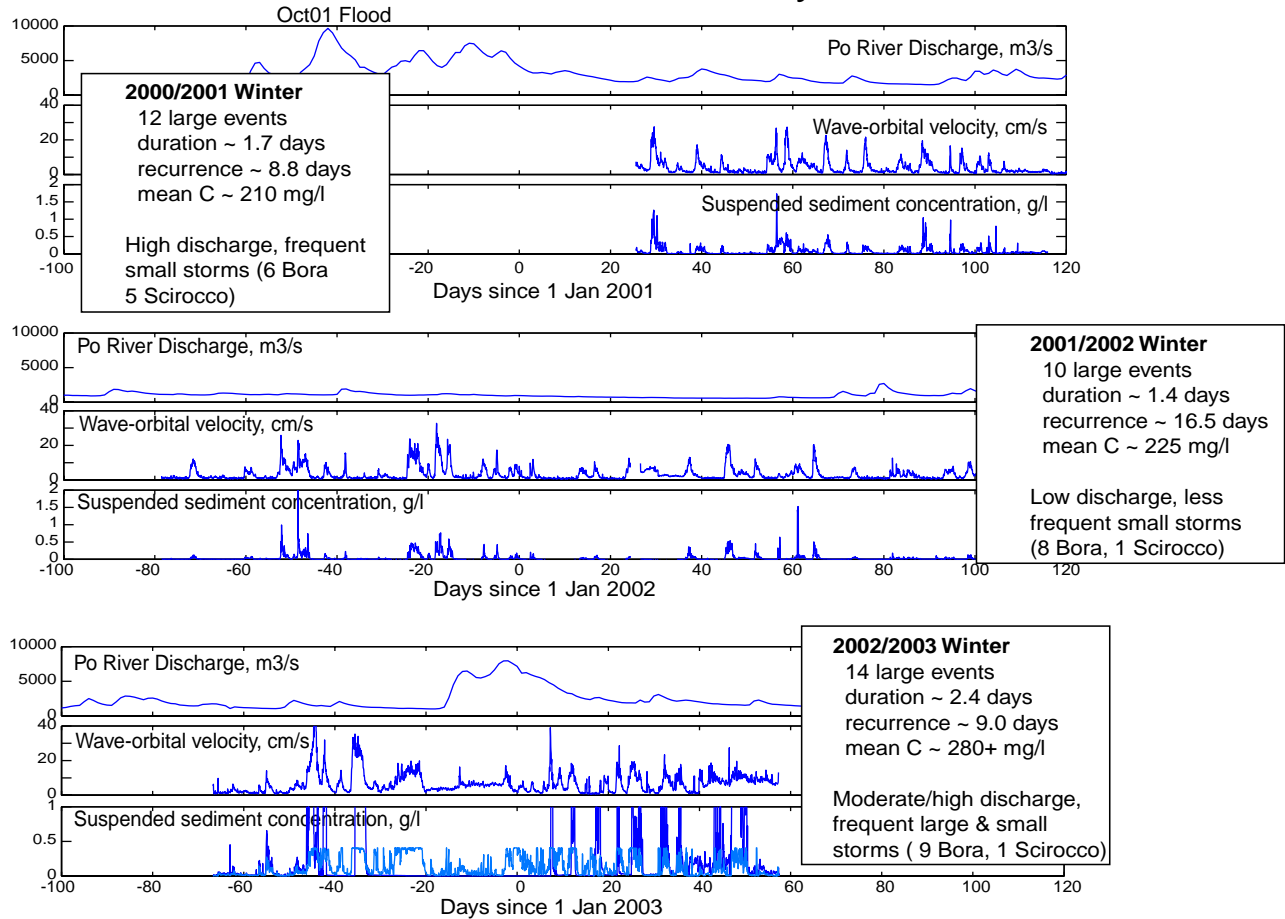 Oct01 Flood
10000
5000
0
Po River Discharge, m3/s
2000/2001 Winter
12 large events
duration ~ 1.7 days
recurrence ~ 8.8 days
mean C ~ 210 mg/l
High discharge, frequent
small storms (6 Bora
5 Scirocco)
40
20
0
Wave-orbital velocity, cm/s
2
1.5
1
0.5
0
Suspended sediment concentration, g/l
-100 -20 0 20 40 60 80 100 120
Days since 1 Jan 2001
10000
5000
0
Po River Discharge, m3/s
40
20
0
Wave-orbital velocity, cm/s
2
1.5
1
0.5
0
Suspended sediment concentration, g/l
-100 -80 -60 -40 -20 0 20 40 60 80 100 120
Days since 1 Jan 2002
2001/2002 Winter
10 large events
duration ~ 1.4 days
recurrence ~ 16.5 days
mean C ~ 225 mg/l
Low discharge, less
frequent small storms
(8 Bora, 1 Scirocco)
10000
5000
0
Po River Discharge, m3/s
40
20
0
Wave-orbital velocity, cm/s
1
0.5
0
Suspended sediment concentration, g/l
-100 -80 -60 -40 -20 0 20 40 60 80 100 120
Days since 1 Jan 2003
2002/2003 Winter
14 large events
duration ~ 2.4 days
recurrence ~ 9.0 days
mean C ~ 280+ mg/l
Moderate/high discharge,
frequent large & small
storms ( 9 Bora, 1 Scirocco)